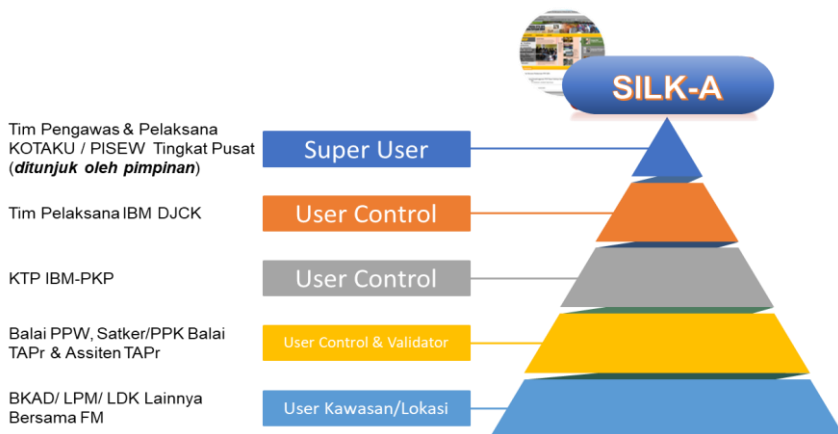 SILK-A
Tim Pengawas & Pelaksana
KOTAKU / PISEW Tingkat Pusat
(ditunjuk oleh pimpinan)
Super User
Tim Pelaksana IBM DJCK
User Control
KTP IBM-PKP
User Control
Balai PPW, Satker/PPK Balai
TAPr & Assiten TAPr
User Control & Validator
BKAD/ LPM/ LDK Lainnya
Bersama FM
User Kawasan/Lokasi